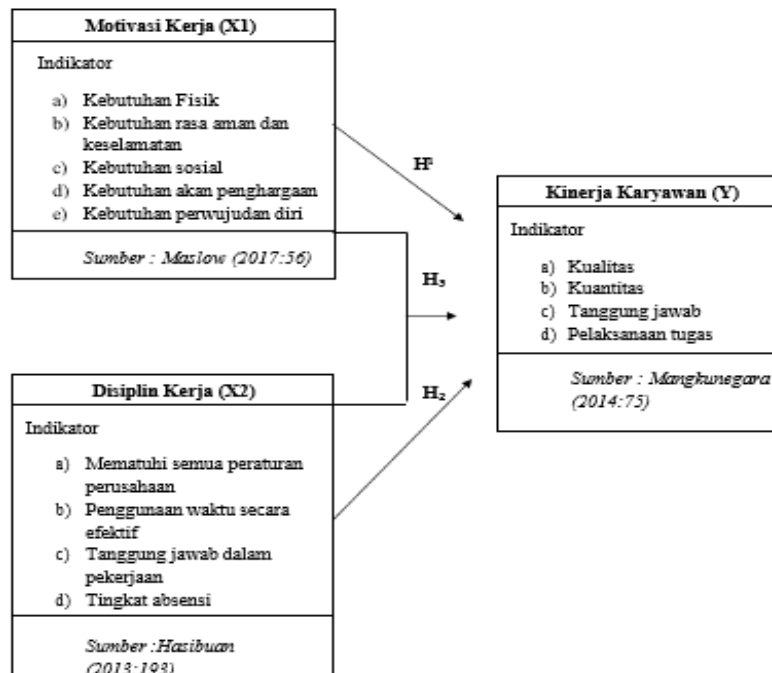 Motivasi Kerja (X1)
Indikator
a) Kebutuhan Fisik
b) Kebutuhan rasa aman dan
keselamatan
c) Kebutuhan sosial
d) Kebutuhan akan penghargaan
e) Kebutuhan perwujudan diri
Sumber : Maslow (2017:56)
H¹
H₃
H₂
Disiplin Kerja (X2)
Indikator
a) Mematuhi semua peraturan
perusahaan
b) Penggunaan waktu secara
efektif
c) Tanggung jawab dalam
pekerjaan
d) Tingkat absensi
Sumber :Hasibuan
(2013:193)
Kinerja Karyawan (Y)
Indikator
a) Kualitas
b) Kuantitas
c) Tanggung jawab
d) Pelaksanaan tugas
Sumber : Mangkunegara
(2014:75)